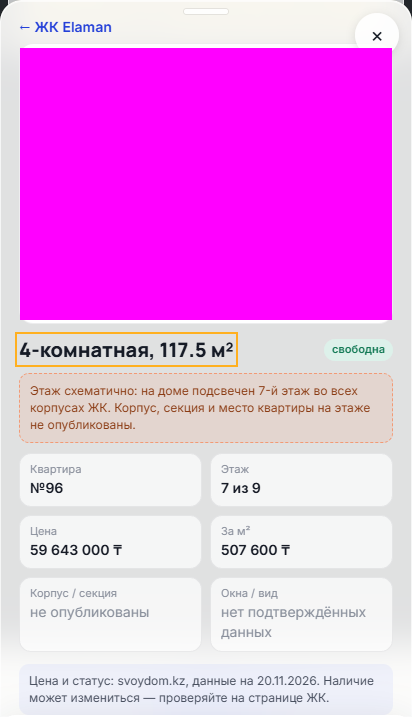 ← ЖК Elaman
×
4-комнатная, 117.5 м²
свободна
Этаж схематично: на доме подсвечен 7-й этаж во всех
корпусах ЖК. Корпус, секция и место квартиры на этаже
не опубликованы.
Квартира
№96
Этаж
7 из 9
Цена
59 643 000 ₸
За м²
507 600 ₸
Корпус / секция
не опубликованы
Окна / вид
нет подтверждённых
данных
Цена и статус: svoydom.kz, данные на 20.11.2026. Наличие
может измениться — проверяйте на странице ЖК.